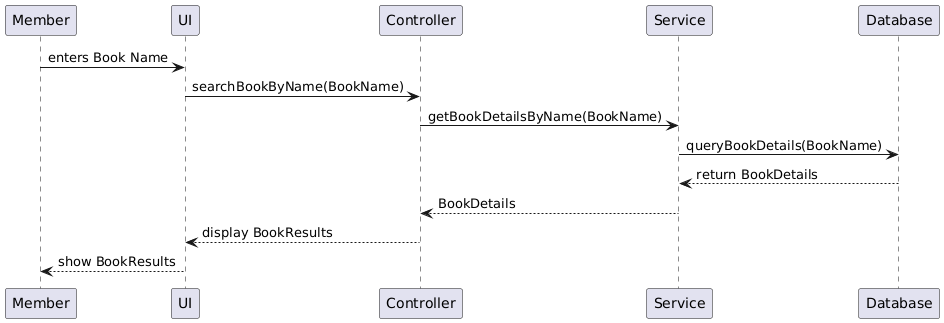 Member UI Controller Service Database
enters Book Name
searchBookByName(BookName)
getBookDetailsByName(BookName)
queryBookDetails(BookName)
return BookDetails
BookDetails
display BookResults
show BookResults
Member UI Controller Service Database